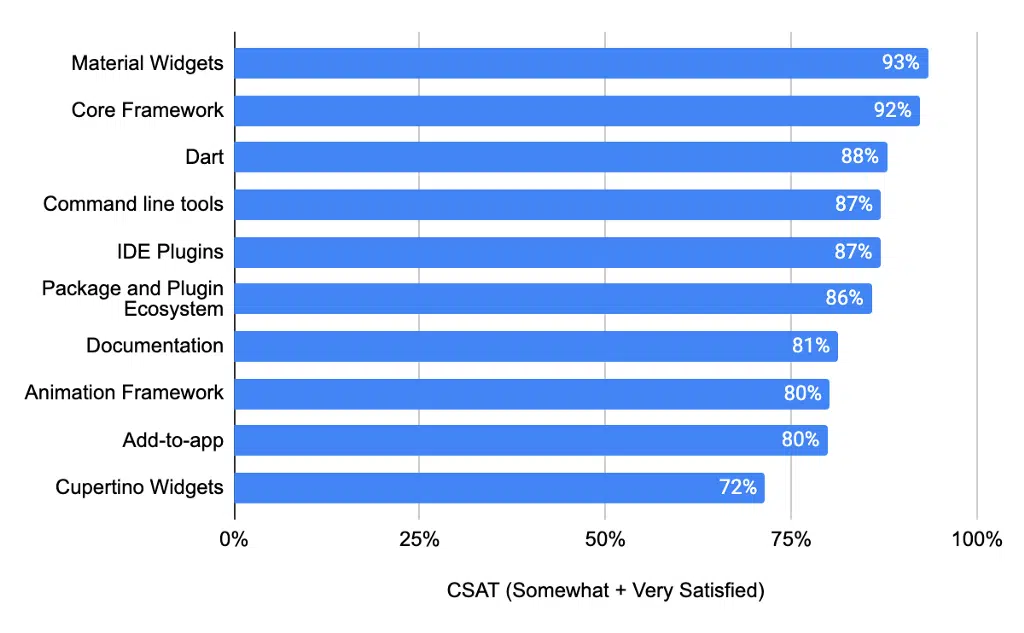 Material Widgets 93%
Core Framework 92%
Dart 88%
Command line tools 87%
IDE Plugins 87%
Package and Plugin
Ecosystem 86%
Documentation 81%
Animation Framework 80%
Add-to-app 80%
Cupertino Widgets 72%
0% 25% 50% 75% 100%
CSAT (Somewhat + Very Satisfied)